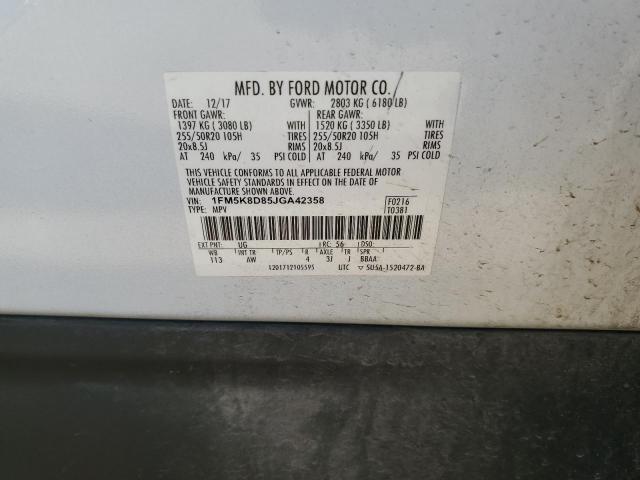 MFD. BY FORD MOTOR CO.
DATE: 12/17 GVWR: 2803 KG ( 6180 LB)
FRONT GAWR: REAR GAWR:
1397 KG ( 3080 LB) WITH 1520 KG ( 3350 LB) WITH
255/50R20 105H TIRES 255/50R20 105H TIRES
20x8.5J RIMS 20x8.5J RIMS
AT 240 kPa/ 35 PSI COLD AT 240 kPa/ 35 PSI COLD
THIS VEHICLE CONFORMS TO ALL APPLICABLE FEDERAL MOTOR
VEHICLE SAFETY STANDARDS IN EFFECT ON THE DATE OF
MANUFACTURE SHOWN ABOVE.
VIN: 1FM5K8D85JGA42358 F0216
TYPE: MPV T0381
EXT PNT: UG RC: 56 DSO:
WB INT TR TP/PS R AXLE TR SPR
113 AW 4 3J J BBAA
1201712105595 UTC ▽ 5U5A-1520472-BA